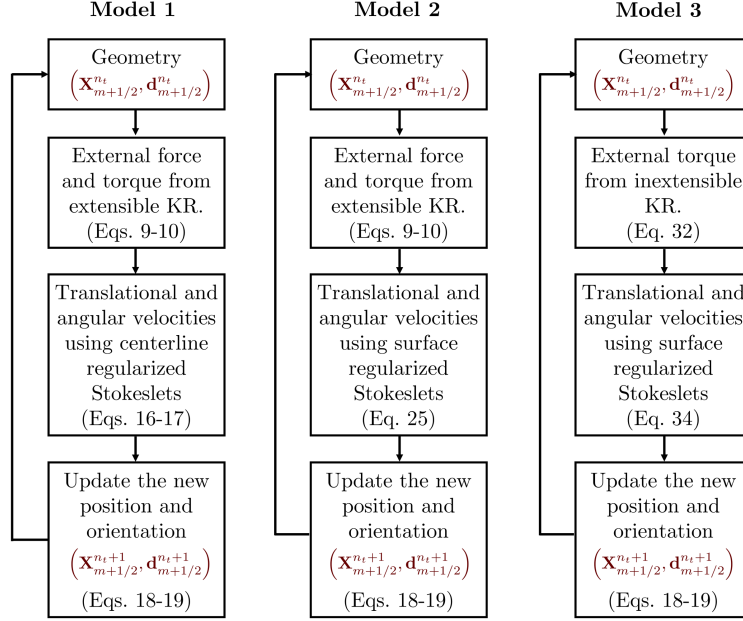 Model 1
Geometry
(X^{n_t}_{m+1/2}, d^{n_t}_{m+1/2})
External force
and torque from
extensible KR.
(Eqs. 9-10)
Translational and
angular velocities
using centerline
regularized
Stokeslets
(Eqs. 16-17)
Update the new
position and
orientation
(X^{n_t+1}_{m+1/2}, d^{n_t+1}_{m+1/2})
(Eqs. 18-19)
Model 2
Geometry
(X^{n_t}_{m+1/2}, d^{n_t}_{m+1/2})
External force
and torque from
extensible KR.
(Eqs. 9-10)
Translational and
angular velocities
using surface
regularized
Stokeslets
(Eq. 25)
Update the new
position and
orientation
(X^{n_t+1}_{m+1/2}, d^{n_t+1}_{m+1/2})
(Eqs. 18-19)
Model 3
Geometry
(X^{n_t}_{m+1/2}, d^{n_t}_{m+1/2})
External torque
from inextensible
KR.
(Eq. 32)
Translational and
angular velocities
using surface
regularized
Stokeslets
(Eq. 34)
Update the new
position and
orientation
(X^{n_t+1}_{m+1/2}, d^{n_t+1}_{m+1/2})
(Eqs. 18-19)